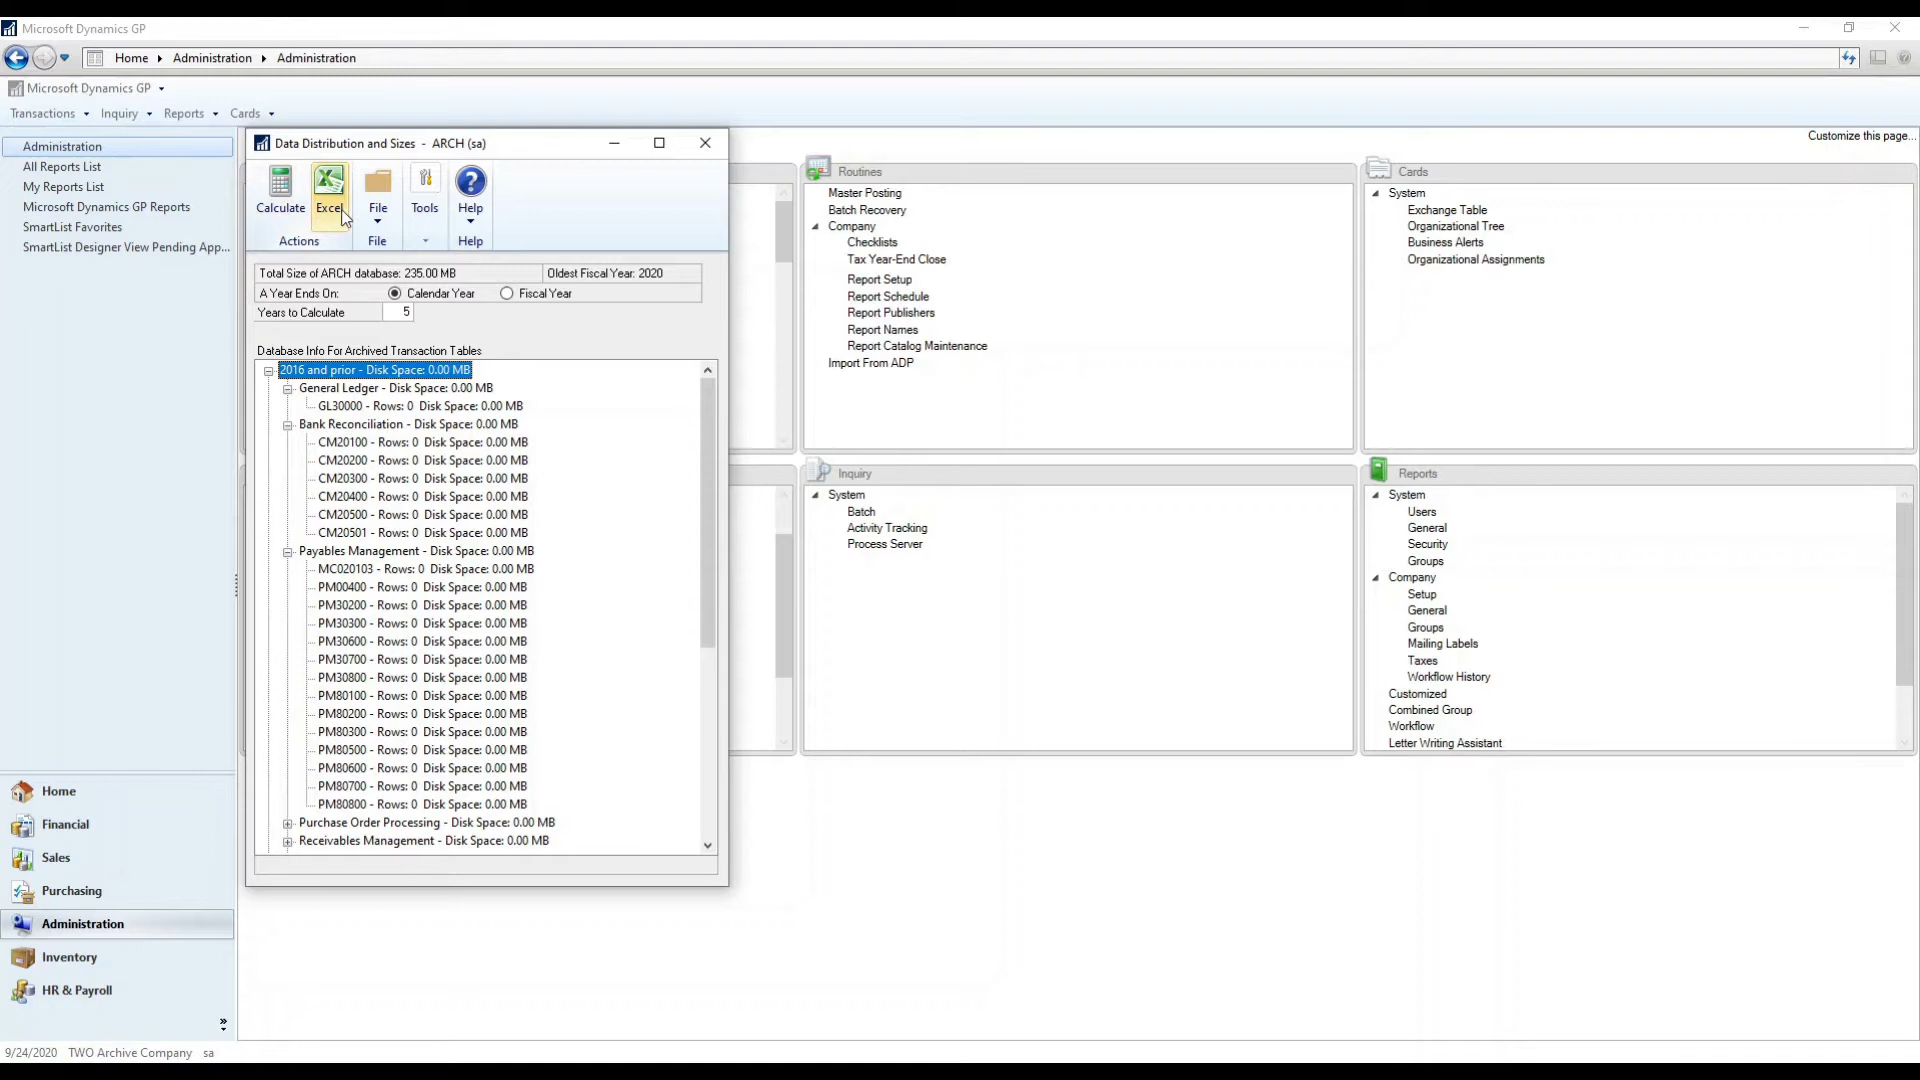 Microsoft Dynamics GP
Home
Administration
Administration
Microsoft Dynamics GP
Transactions
Inquiry
Reports
Cards
Customize this page...
Administration
All Reports List
My Reports List
Microsoft Dynamics GP Reports
SmartList Favorites
SmartList Designer View Pending App...
Home
Financial
Sales
Purchasing
Administration
Inventory
HR & Payroll
Data Distribution and Sizes - ARCH (sa)
Calculate
Excel
File
Tools
Help
Actions
File
Help
Total Size of ARCH database: 235.00 MB
Oldest Fiscal Year: 2020
A Year Ends On:
Calendar Year
Fiscal Year
Years to Calculate
5
Database Info For Archived Transaction Tables
2016 and prior - Disk Space: 0.00 MB
General Ledger - Disk Space: 0.00 MB
GL30000 - Rows: 0 Disk Space: 0.00 MB
Bank Reconciliation - Disk Space: 0.00 MB
CM20100 - Rows: 0 Disk Space: 0.00 MB
CM20200 - Rows: 0 Disk Space: 0.00 MB
CM20300 - Rows: 0 Disk Space: 0.00 MB
CM20400 - Rows: 0 Disk Space: 0.00 MB
CM20500 - Rows: 0 Disk Space: 0.00 MB
CM20501 - Rows: 0 Disk Space: 0.00 MB
Payables Management - Disk Space: 0.00 MB
MC020103 - Rows: 0 Disk Space: 0.00 MB
PM00400 - Rows: 0 Disk Space: 0.00 MB
PM30200 - Rows: 0 Disk Space: 0.00 MB
PM30300 - Rows: 0 Disk Space: 0.00 MB
PM30600 - Rows: 0 Disk Space: 0.00 MB
PM30700 - Rows: 0 Disk Space: 0.00 MB
PM30800 - Rows: 0 Disk Space: 0.00 MB
PM80100 - Rows: 0 Disk Space: 0.00 MB
PM80200 - Rows: 0 Disk Space: 0.00 MB
PM80300 - Rows: 0 Disk Space: 0.00 MB
PM80500 - Rows: 0 Disk Space: 0.00 MB
PM80600 - Rows: 0 Disk Space: 0.00 MB
PM80700 - Rows: 0 Disk Space: 0.00 MB
PM80800 - Rows: 0 Disk Space: 0.00 MB
Purchase Order Processing - Disk Space: 0.00 MB
Receivables Management - Disk Space: 0.00 MB
Routines
Master Posting
Batch Recovery
Company
Checklists
Tax Year-End Close
Report Setup
Report Schedule
Report Publishers
Report Names
Report Catalog Maintenance
Import From ADP
Cards
System
Exchange Table
Organizational Tree
Business Alerts
Organizational Assignments
Inquiry
System
Batch
Activity Tracking
Process Server
Reports
System
Users
General
Security
Groups
Company
Setup
General
Groups
Mailing Labels
Taxes
Workflow History
Customized
Combined Group
Workflow
Letter Writing Assistant
9/24/2020 TWO Archive Company sa